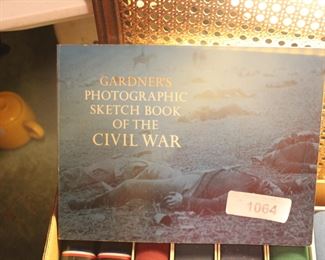 GARDNER'S
PHOTOGRAPHIC
SKETCH BOOK
OF THE
CIVIL WAR
1064